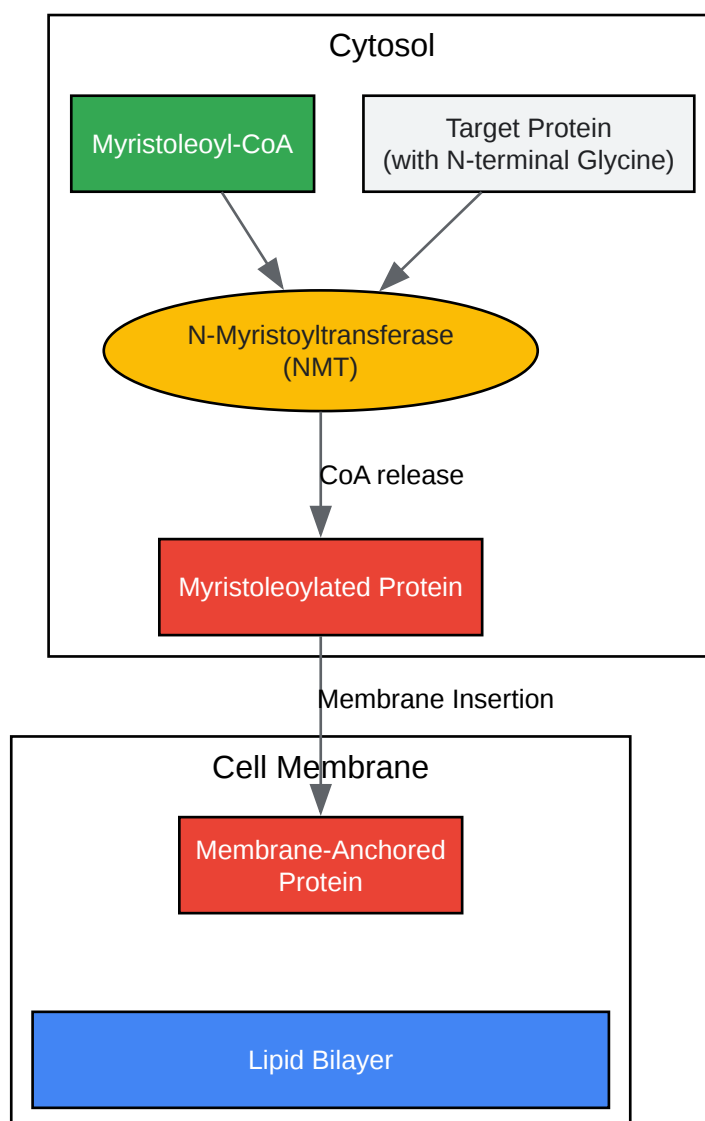 Cytosol
Myristoleoyl-CoA
Target Protein
(with N-terminal Glycine)
N-Myristoyltransferase
(NMT)
CoA release
Myristoleoylated Protein
Membrane Insertion
Cell Membrane
Membrane-Anchored
Protein
Lipid Bilayer